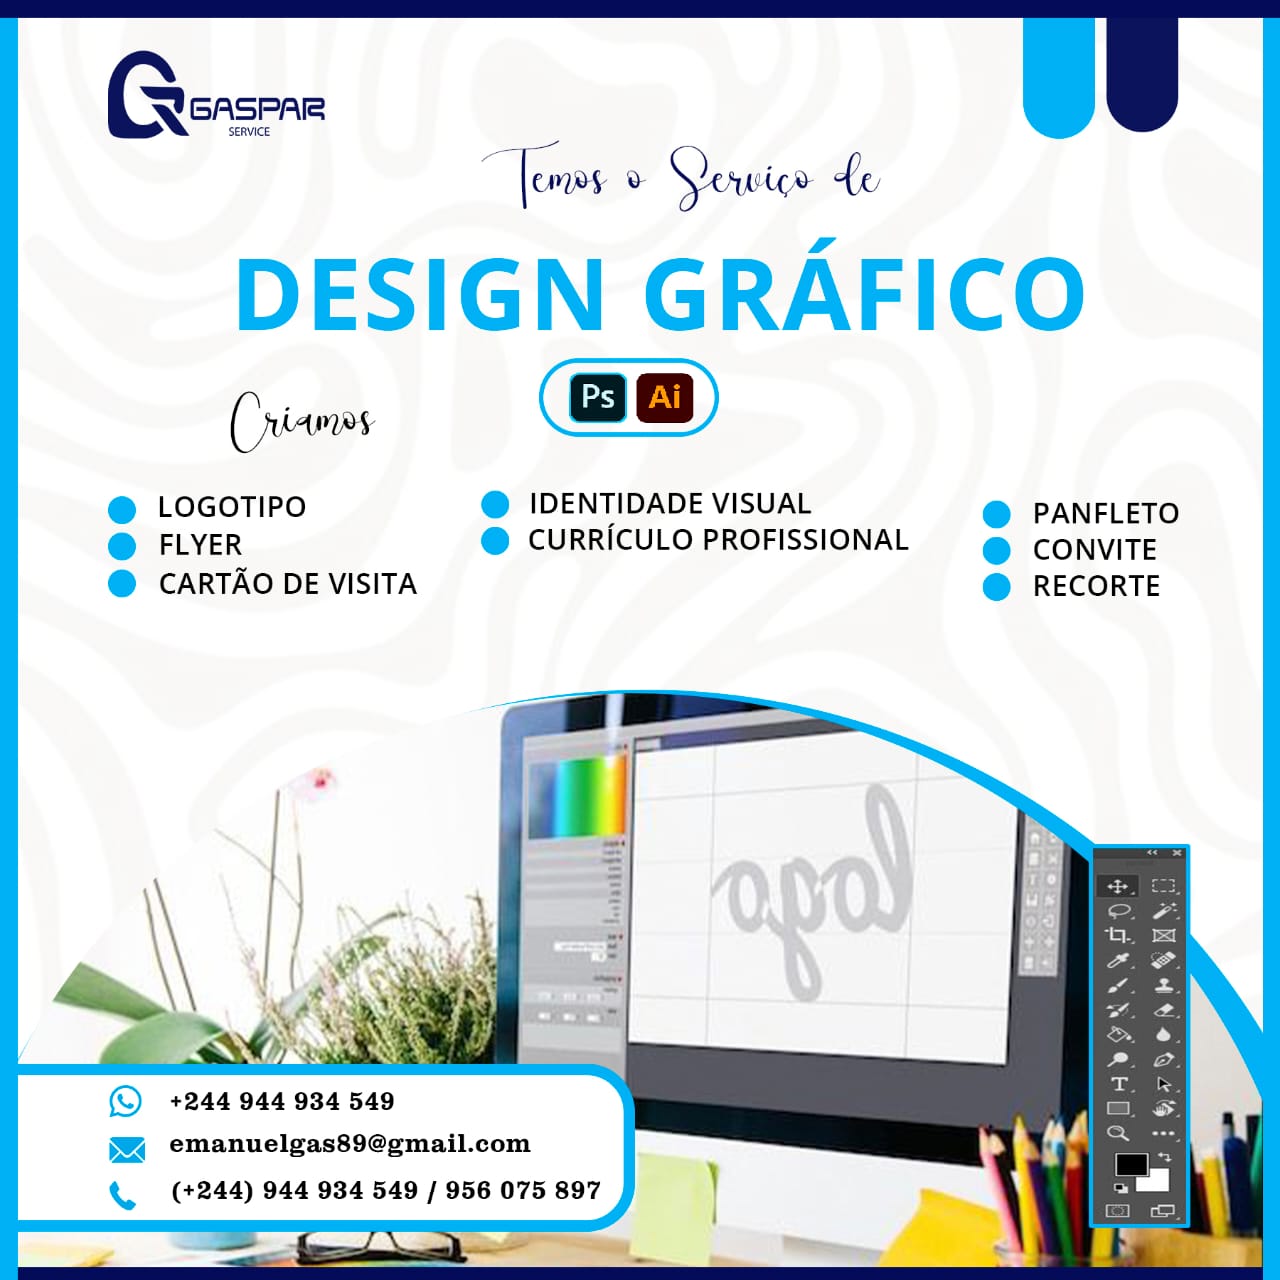 GASPAR
SERVICE
Temos o Serviço de
DESIGN GRÁFICO
Ps Ai
Criamos
LOGOTIPO
FLYER
CARTÃO DE VISITA
IDENTIDADE VISUAL
CURRÍCULO PROFISSIONAL
PANFLETO
CONVITE
RECORTE
logo
+244 944 934 549
emanuelgas89@gmail.com
(+244) 944 934 549 / 956 075 897